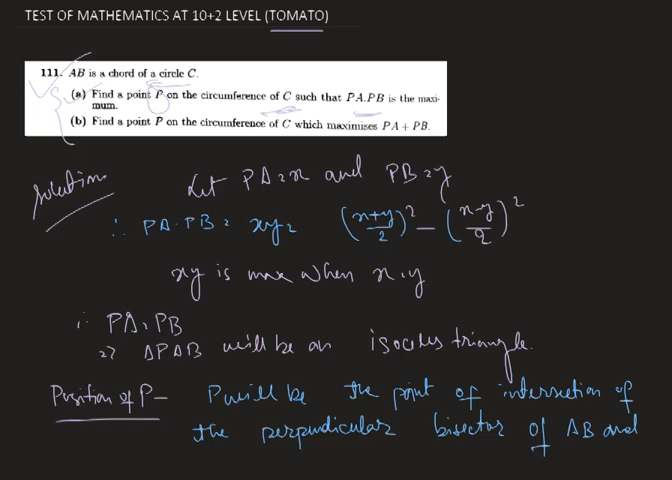 TEST OF MATHEMATICS AT 10+2 LEVEL (TOMATO)
111. AB is a chord of a circle C.
(a) Find a point P on the circumference of C such that PA.PB is the maxi-
mum.
(b) Find a point P on the circumference of C which maximises PA + PB.
Solution Let PA = x and PB = y
∴ PA·PB = xy = (x+y/2)² - (x-y/2)²
xy is max when x = y
∴ PA = PB
=> ΔPAB will be an isoceles triangle.
Position of P - P will be the point of intersection of
the perpendicular bisector of AB and